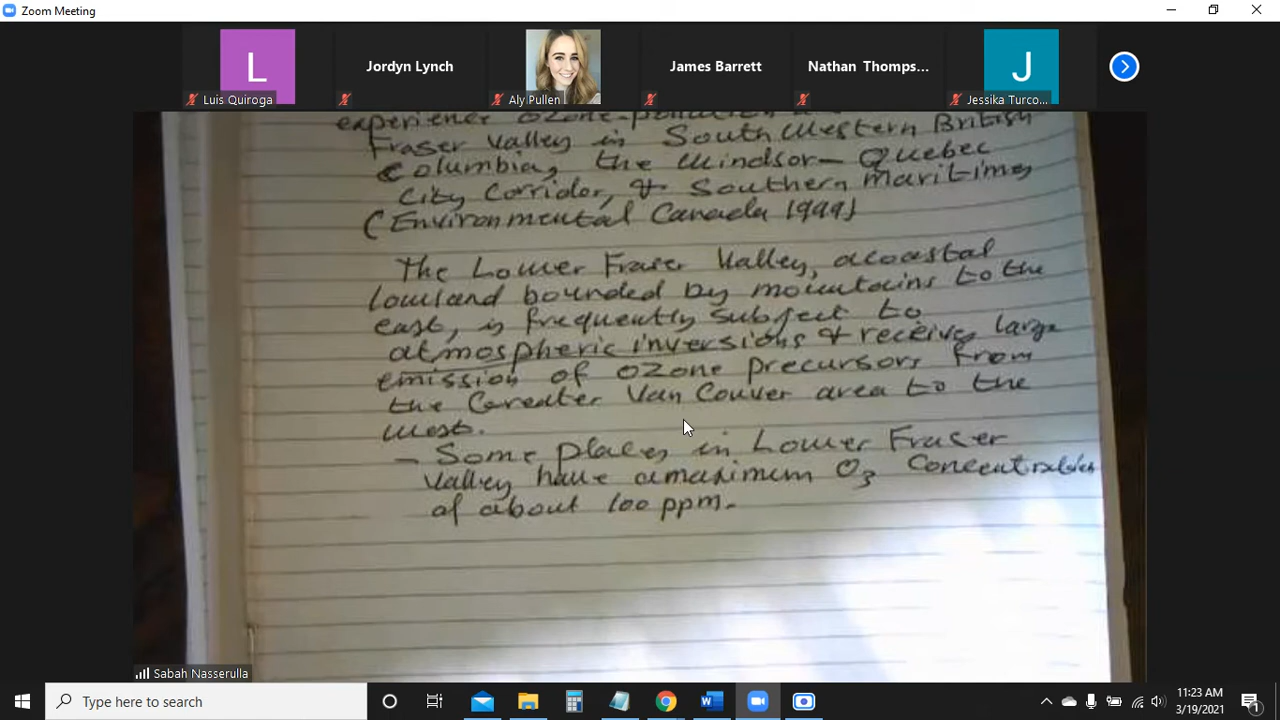 Zoom Meeting
L
Luis Quiroga
Jordyn Lynch
Aly Pullen
James Barrett
Nathan Thomps...
J
Jessika Turco...
experience Ozone pollution
Fraser Valley in South Western British
Columbia, the Windsor - Quebec
City Corridor, & Southern Maritimes
(Environmental Canada 1999)
The Lower Fraser Valley, a coastal
lowland bounded by mountains to the
east, is frequently subject to
atmospheric inversions & receives large
emission of ozone precursors from
the Greater Van Couver area to the
west.
- Some places in Lower Fraser
Valley have a maximum O3 Concentration
of about 100 ppm.
Sabah Nasserulla
Type here to search
11:23 AM
3/19/2021
1